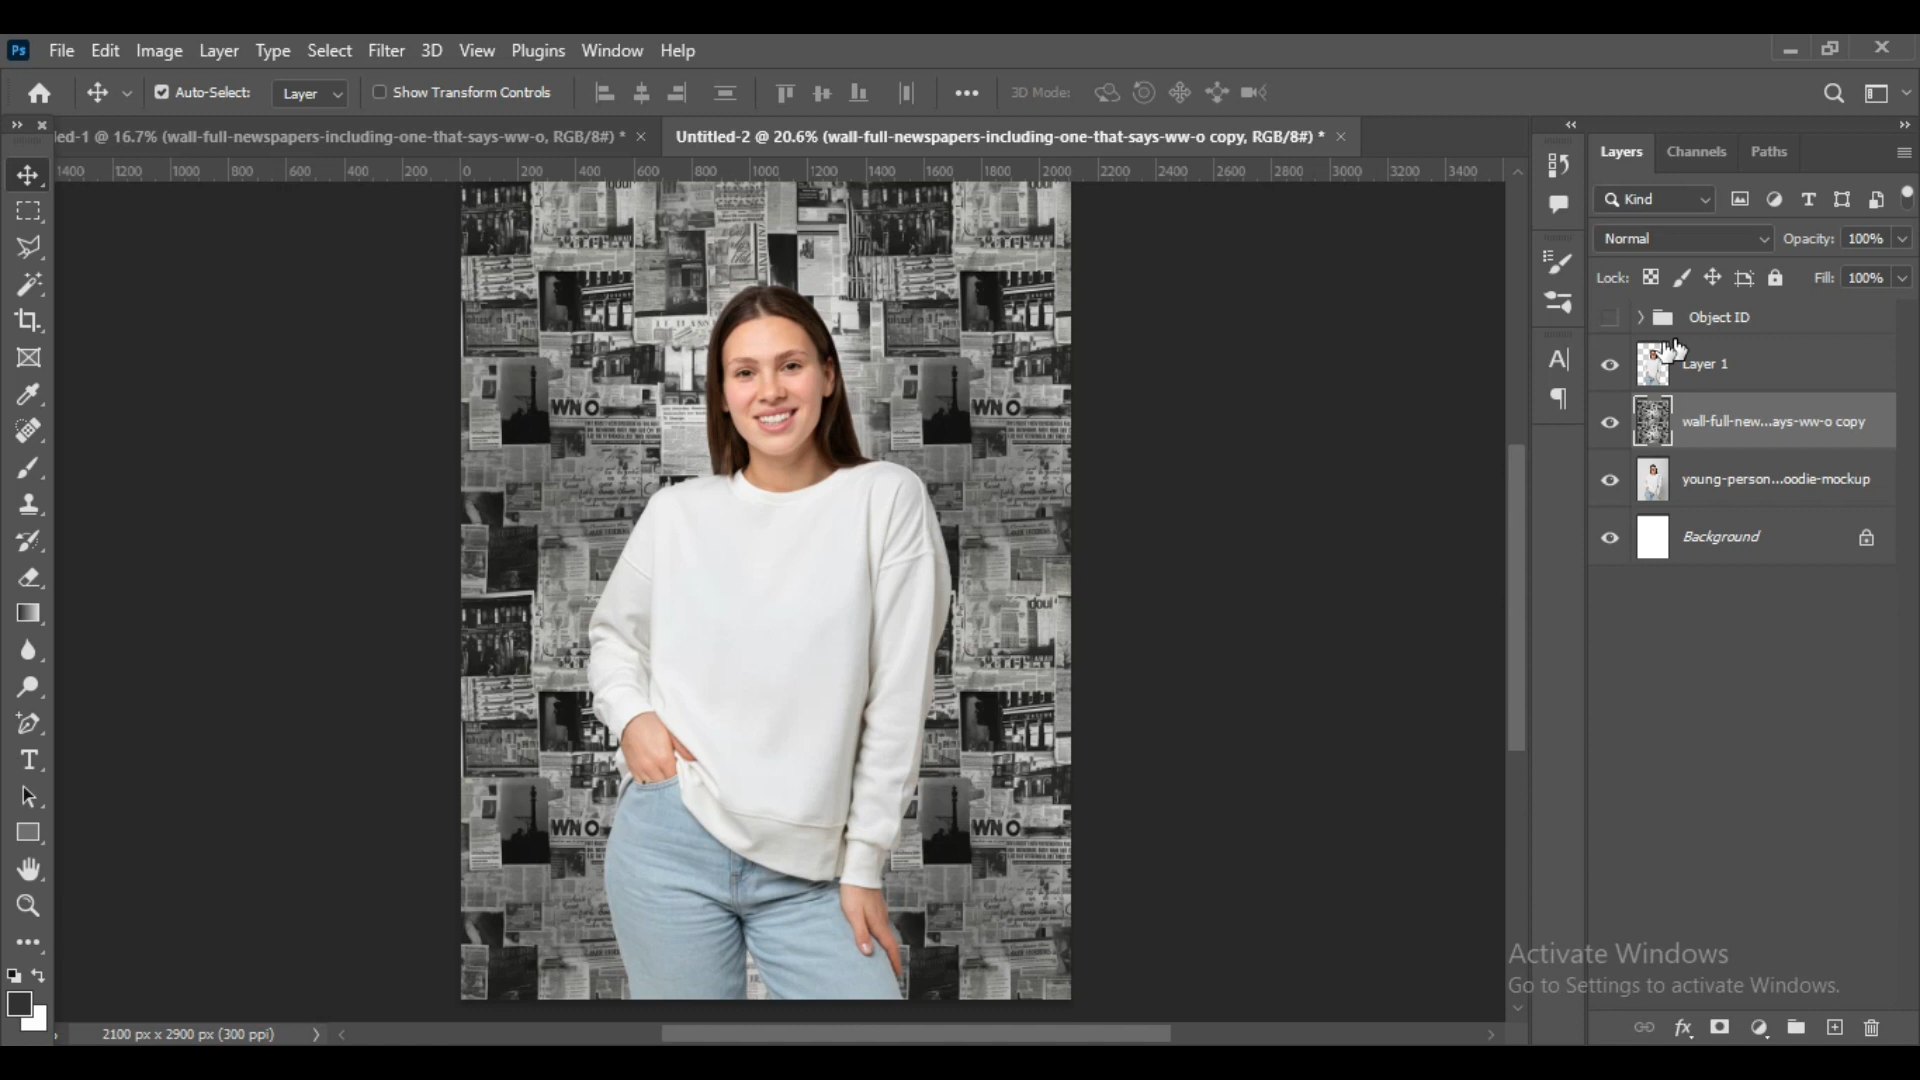 Ps File Edit Image Layer Type Select Filter 3D View Plugins Window Help
Auto-Select: Layer Show Transform Controls 3D Mode:
led-1 @ 16.7% (wall-full-newspapers-including-one-that-says-ww-o, RGB/8#) * Untitled-2 @ 20.6% (wall-full-newspapers-including-one-that-says-ww-o copy, RGB/8#) *
1400 1200 1000 800 600 400 200 0 200 400 600 800 1000 1200 1400 1600 1800 2000 2200 2400 2600 2800 3000 3200 3400
Layers Channels Paths
Kind
Normal Opacity: 100%
Lock: Fill: 100%
Object ID
Layer 1
wall-full-new...ays-ww-o copy
young-person...oodie-mockup
Background
WN O WN O
WN O WN O
Activate Windows
Go to Settings to activate Windows.
2100 px x 2900 px (300 ppi)